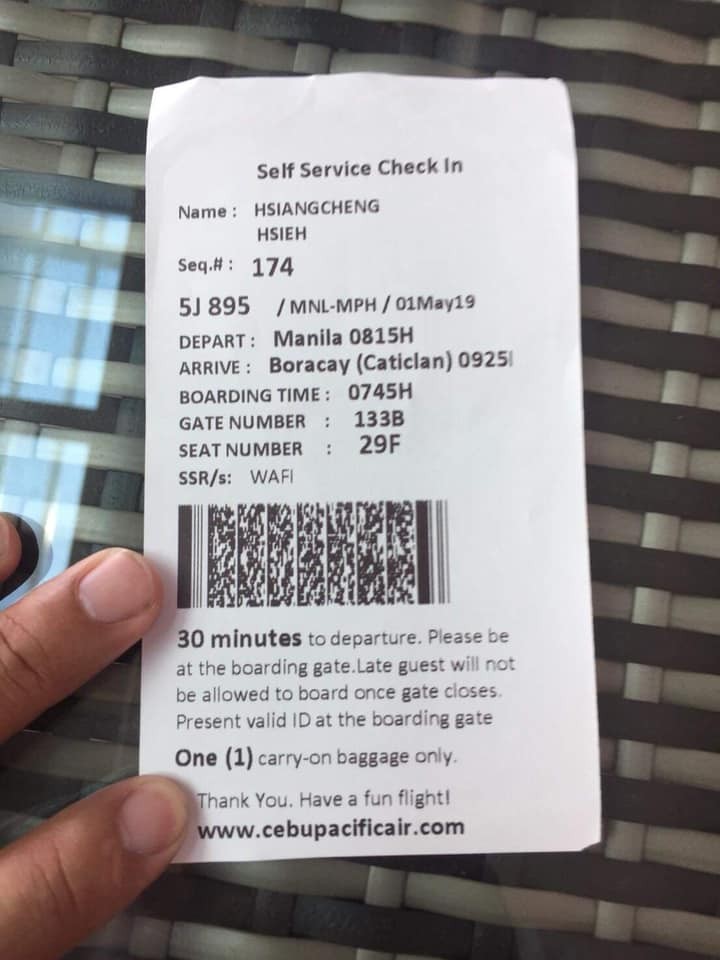 Self Service Check In
Name : HSIANGCHENG
HSIEH
Seq.# : 174
5J 895 / MNL-MPH / 01May19
DEPART : Manila 0815H
ARRIVE : Boracay (Caticlan) 0925
BOARDING TIME : 0745H
GATE NUMBER : 133B
SEAT NUMBER : 29F
SSR/s: WAFI
30 minutes to departure. Please be
at the boarding gate.Late guest will not
be allowed to board once gate closes.
Present valid ID at the boarding gate
One (1) carry-on baggage only.
Thank You. Have a fun flight!
www.cebupacificair.com